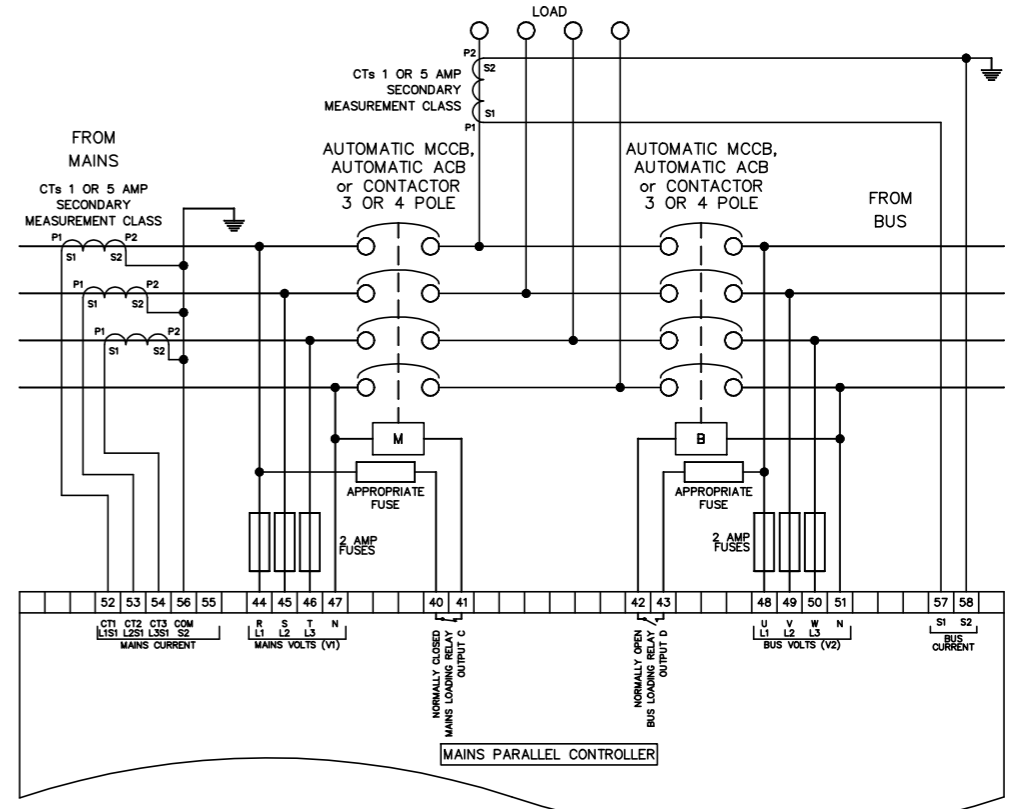 LOAD
P2
S2
CTs 1 OR 5 AMP
SECONDARY
MEASUREMENT CLASS
S1
P1
FROM
MAINS
CTs 1 OR 5 AMP
SECONDARY
MEASUREMENT CLASS
AUTOMATIC MCCB,
AUTOMATIC ACB
or CONTACTOR
3 OR 4 POLE
AUTOMATIC MCCB,
AUTOMATIC ACB
or CONTACTOR
3 OR 4 POLE
FROM
BUS
P1 P2
S1 S2
P1 P2
S1 S2
P1 P2
S1 S2
M
B
APPROPRIATE
FUSE
APPROPRIATE
FUSE
2 AMP
FUSES
2 AMP
FUSES
52 53 54 56 55 44 45 46 47 40 41 42 43 48 49 50 51 57 58
CT1 CT2 CT3 COM
L1S1 L2S1 L3S1 S2
MAINS CURRENT
R S T N
L1 L2 L3
MAINS VOLTS (V1)
NORMALLY CLOSED
MAINS LOADING RELAY
OUTPUT C
NORMALLY OPEN
BUS LOADING RELAY
OUTPUT D
U V W N
L1 L2 L3
BUS VOLTS (V2)
S1 S2
BUS
CURRENT
MAINS PARALLEL CONTROLLER